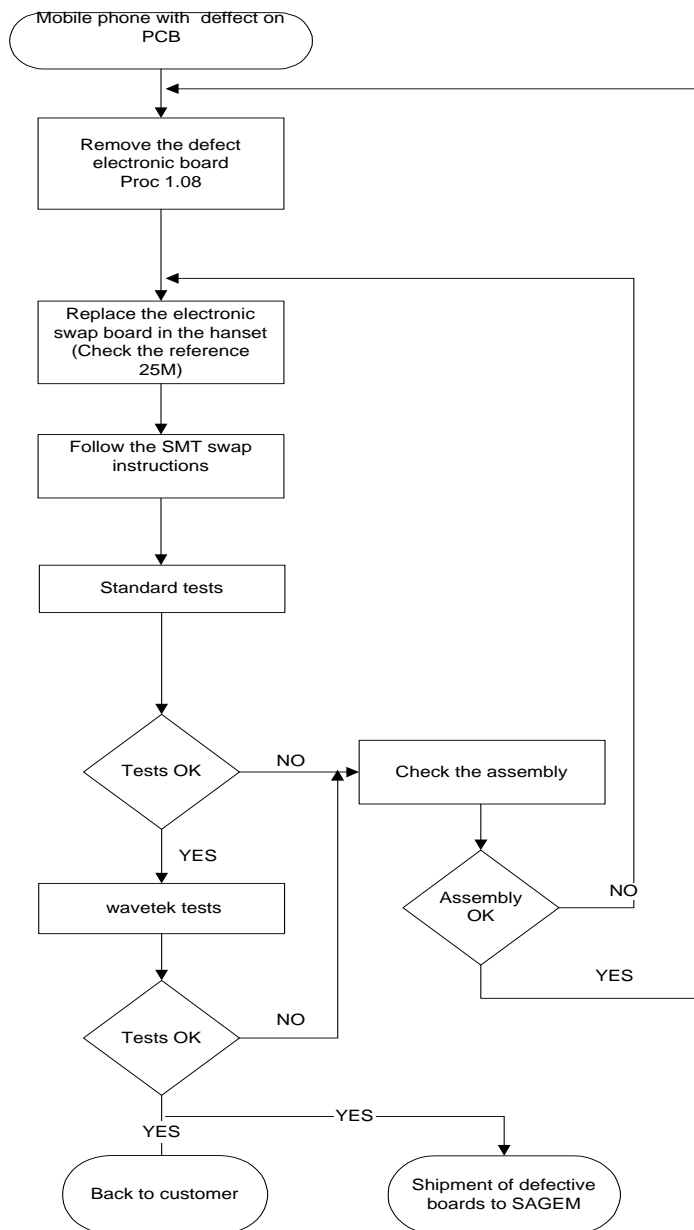 Mobile phone with deffect on
PCB
Remove the defect
electronic board
Proc 1.08
Replace the electronic
swap board in the hanset
(Check the reference
25M)
Follow the SMT swap
instructions
Standard tests
Tests OK
NO
Check the assembly
YES
wavetek tests
Assembly
OK
NO
YES
Tests OK
NO
YES
YES
Back to customer
Shipment of defective
boards to SAGEM